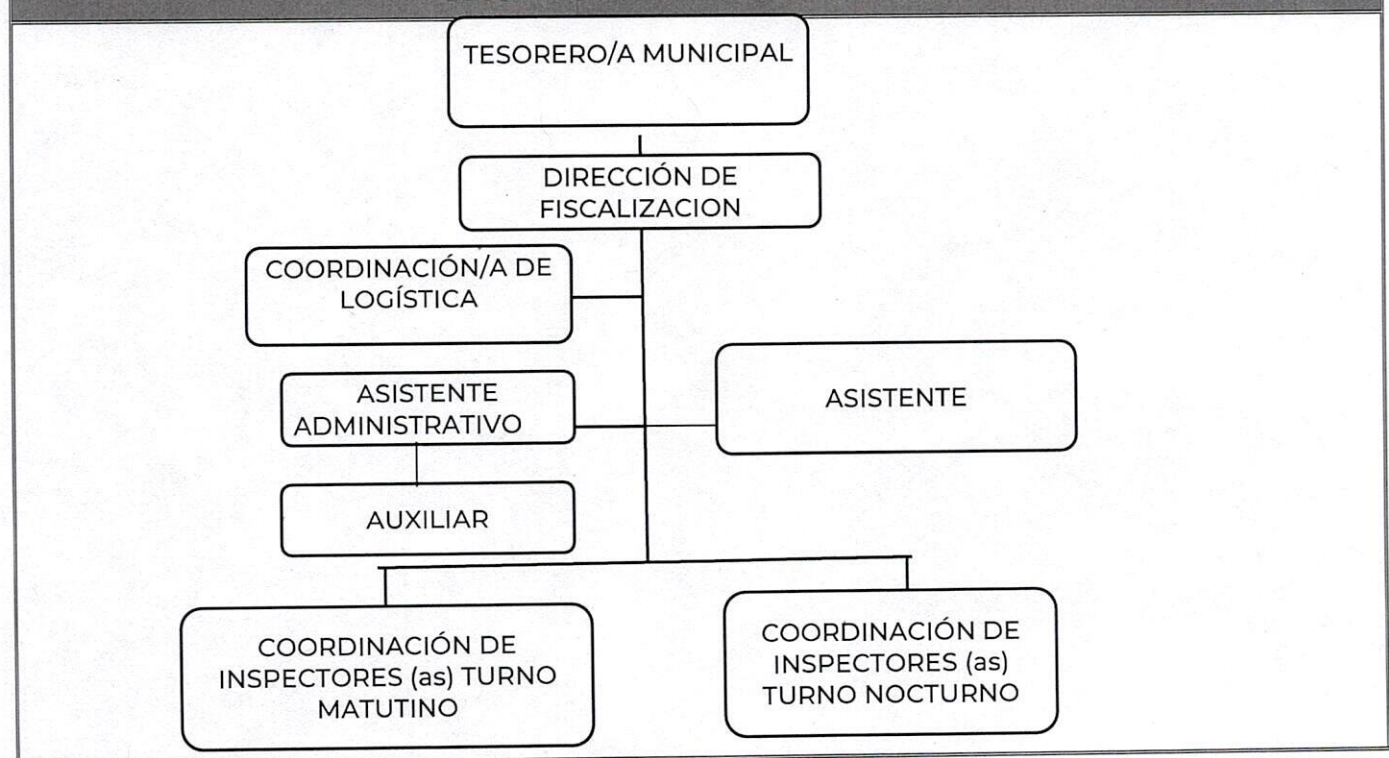 TESORERO/A MUNICIPAL
DIRECCIÓN DE
FISCALIZACION
COORDINACIÓN/A DE
LOGÍSTICA
ASISTENTE
ADMINISTRATIVO
ASISTENTE
AUXILIAR
COORDINACIÓN DE
INSPECTORES (as) TURNO
MATUTINO
COORDINACIÓN DE
INSPECTORES (as)
TURNO NOCTURNO